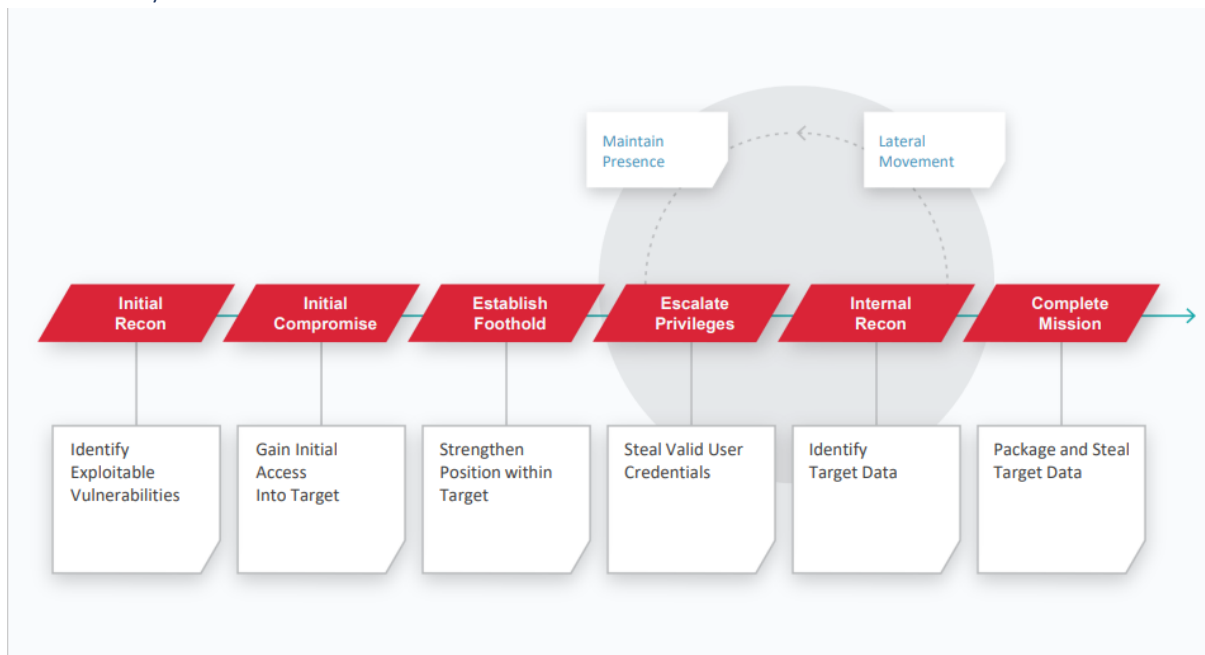 Maintain
Presence
Lateral
Movement
Initial
Recon
Initial
Compromise
Establish
Foothold
Escalate
Privileges
Internal
Recon
Complete
Mission
Identify
Exploitable
Vulnerabilities
Gain Initial
Access
Into Target
Strengthen
Position within
Target
Steal Valid User
Credentials
Identify
Target Data
Package and Steal
Target Data